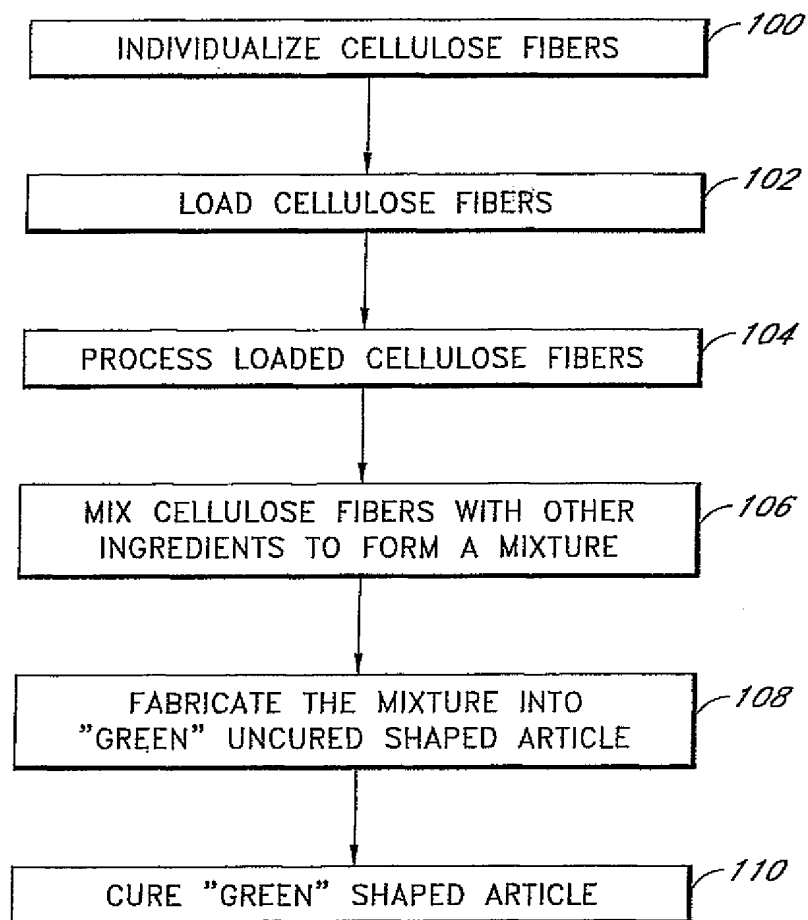 INDIVIDUALIZE CELLULOSE FIBERS
100
LOAD CELLULOSE FIBERS
102
PROCESS LOADED CELLULOSE FIBERS
104
MIX CELLULOSE FIBERS WITH OTHER
INGREDIENTS TO FORM A MIXTURE
106
FABRICATE THE MIXTURE INTO
"GREEN" UNCURED SHAPED ARTICLE
108
CURE "GREEN" SHAPED ARTICLE
110